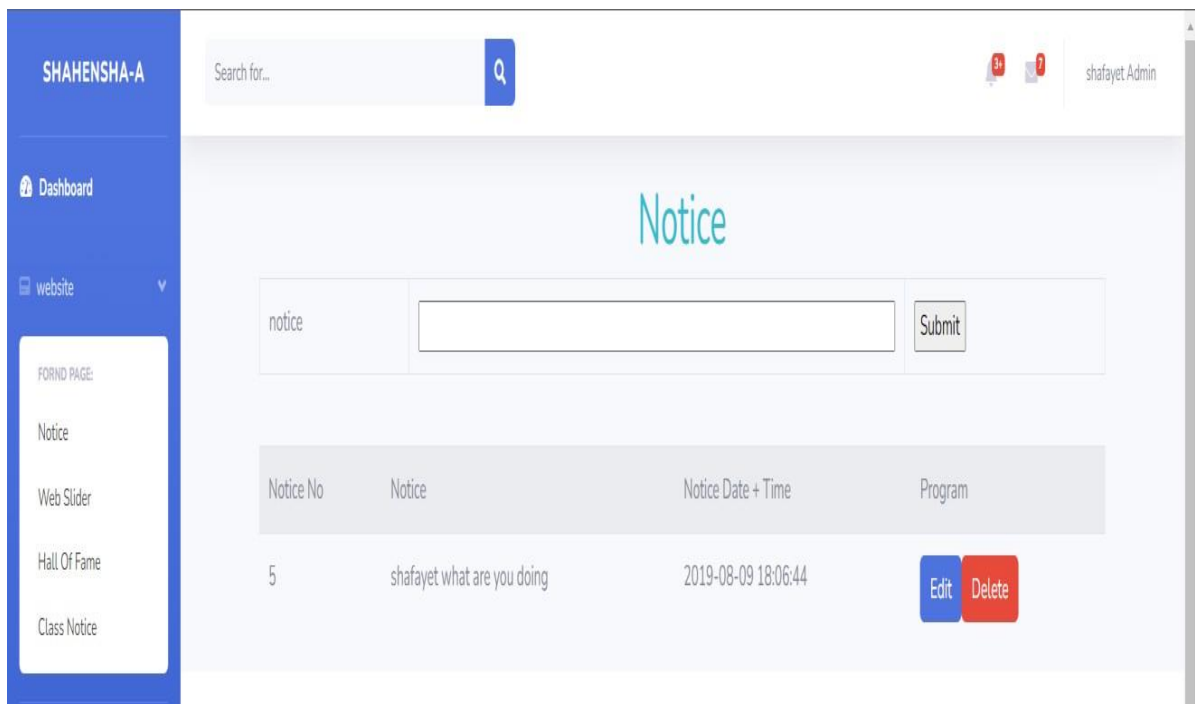 SHAHENSHA-A
Search for...
3+
7
shafayet Admin
Dashboard
website
FORND PAGE:
Notice
Web Slider
Hall Of Fame
Class Notice
Notice
notice
Submit
Notice No Notice Notice Date + Time Program
5 shafayet what are you doing 2019-08-09 18:06:44 Edit Delete